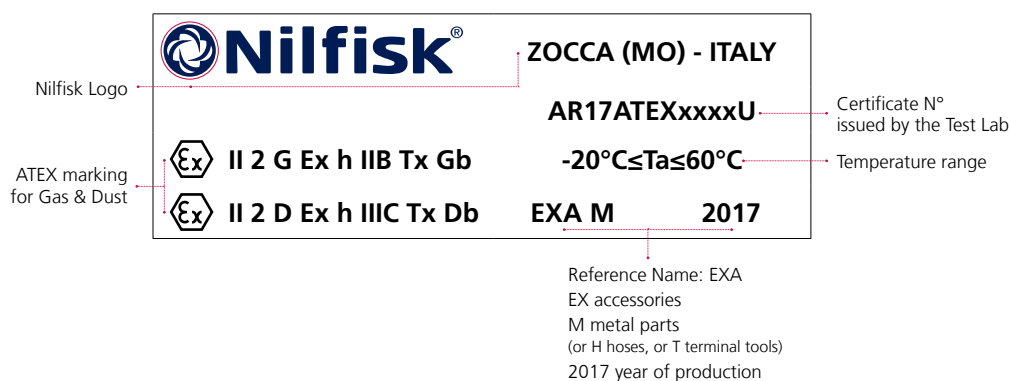 Nilfisk®
ZOCCA (MO) - ITALY
Nilfisk Logo
AR17ATEXxxxxU
Certificate N°
issued by the Test Lab
ATEX marking
for Gas & Dust
Ex II 2 G Ex h IIB Tx Gb
-20°C≤Ta≤60°C
Temperature range
Ex II 2 D Ex h IIIC Tx Db
EXA M 2017
Reference Name: EXA
EX accessories
M metal parts
(or H hoses, or T terminal tools)
2017 year of production